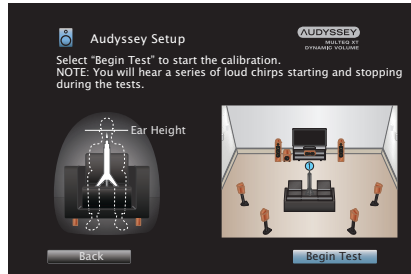 Audyssey Setup
AUDYSSEY
MULTEQ XT
DYNAMIC VOLUME
Select "Begin Test" to start the calibration.
NOTE: You will hear a series of loud chirps starting and stopping
during the tests.
Ear Height
Back
Begin Test